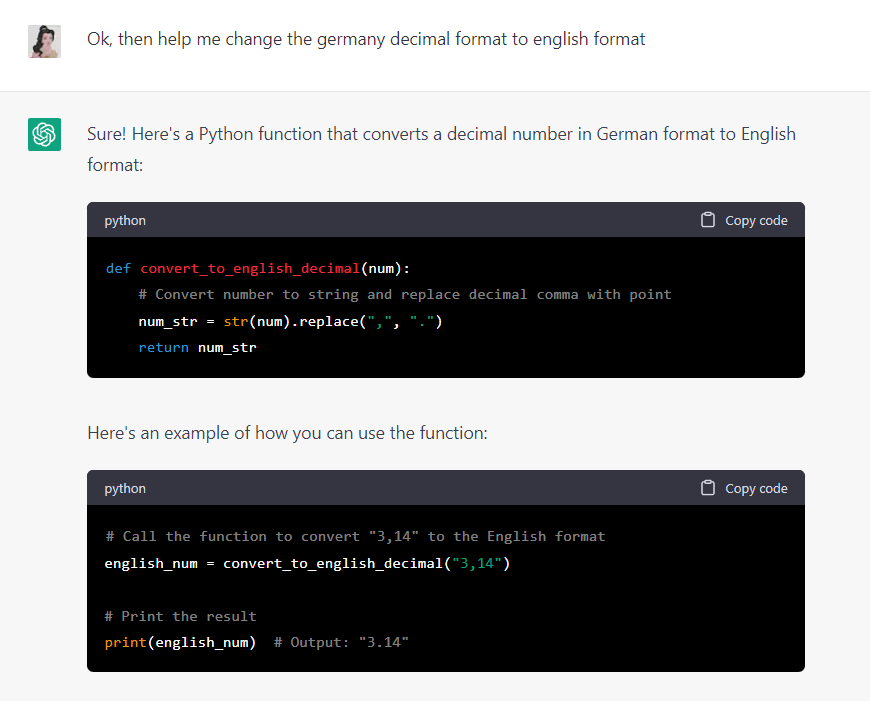 Ok, then help me change the germany decimal format to english format
Sure! Here's a Python function that converts a decimal number in German format to English
format:
python Copy code
def convert_to_english_decimal(num):
    # Convert number to string and replace decimal comma with point
    num_str = str(num).replace(",", ".")
    return num_str
Here's an example of how you can use the function:
python Copy code
# Call the function to convert "3,14" to the English format
english_num = convert_to_english_decimal("3,14")
# Print the result
print(english_num)  # Output: "3.14"